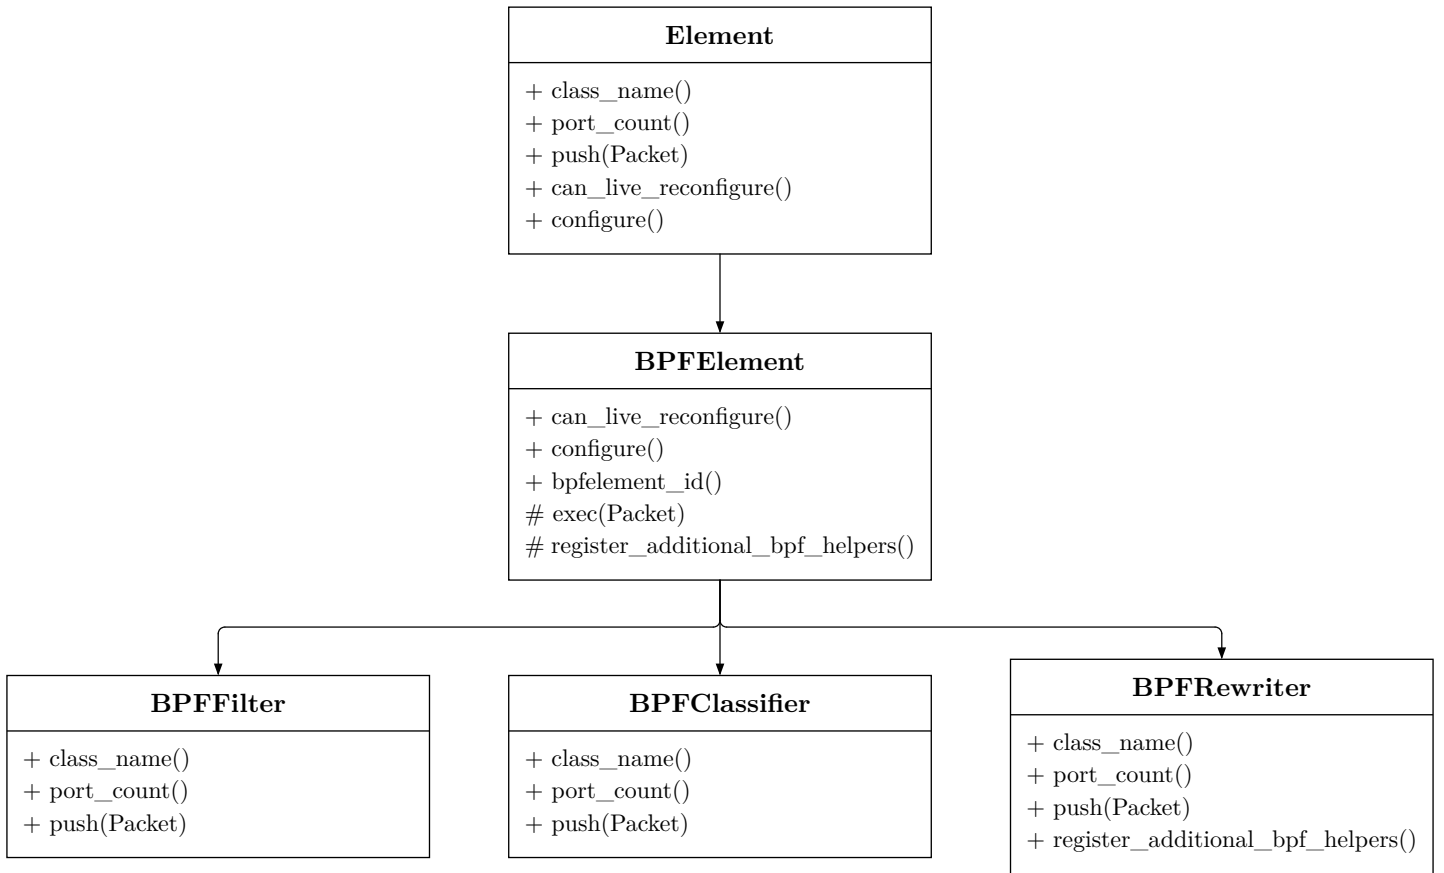 Element
+ class_name()
+ port_count()
+ push(Packet)
+ can_live_reconfigure()
+ configure()
BPFElement
+ can_live_reconfigure()
+ configure()
+ bpfelement_id()
# exec(Packet)
# register_additional_bpf_helpers()
BPFFilter
+ class_name()
+ port_count()
+ push(Packet)
BPFClassifier
+ class_name()
+ port_count()
+ push(Packet)
BPFRewriter
+ class_name()
+ port_count()
+ push(Packet)
+ register_additional_bpf_helpers()